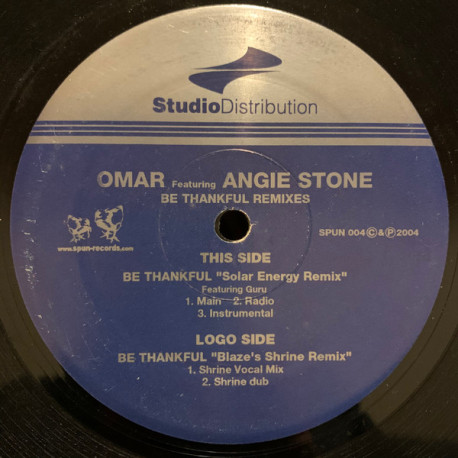 StudioDistribution
OMAR Featuring ANGIE STONE
BE THANKFUL REMIXES
www.spun-records.com
SPUN 004©&℗2004
THIS SIDE
BE THANKFUL "Solar Energy Remix"
Featuring Guru
1. Main 2. Radio
3. Instrumental
LOGO SIDE
BE THANKFUL "Blaze's Shrine Remix"
1. Shrine Vocal Mix
2. Shrine dub